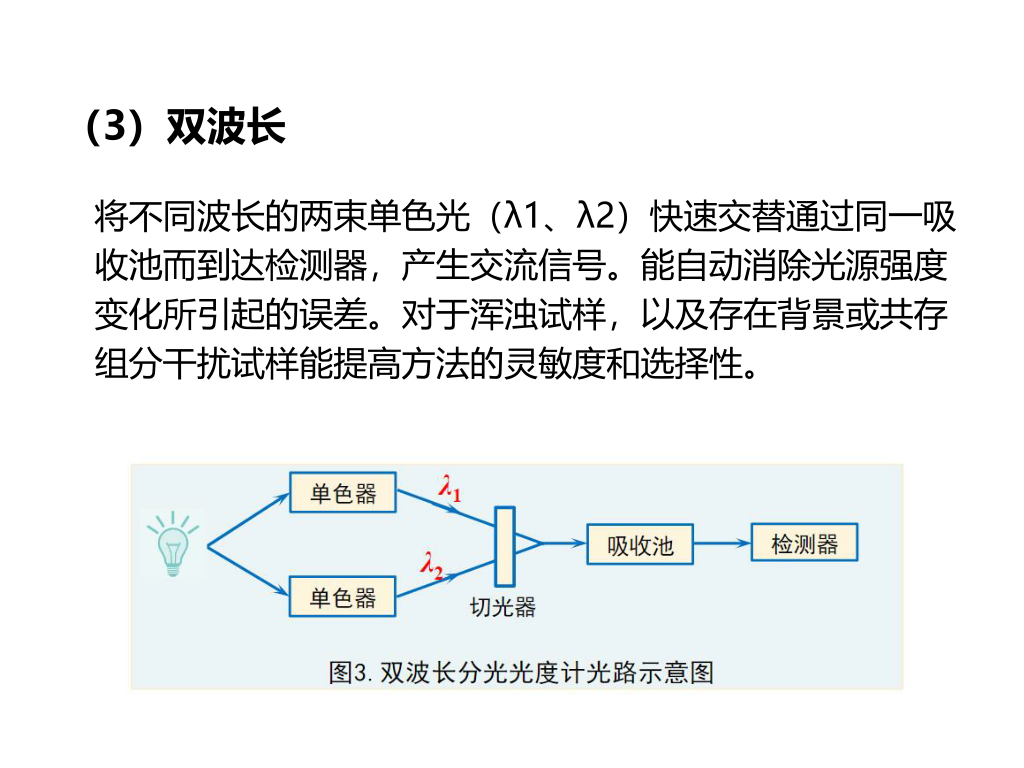 （3）双波长
将不同波长的两束单色光（λ1、λ2）快速交替通过同一吸
收池而到达检测器，产生交流信号。能自动消除光源强度
变化所引起的误差。对于浑浊试样，以及存在背景或共存
组分干扰试样能提高方法的灵敏度和选择性。
单色器
λ1
吸收池
检测器
λ2
单色器
切光器
图3.双波长分光光度计光路示意图